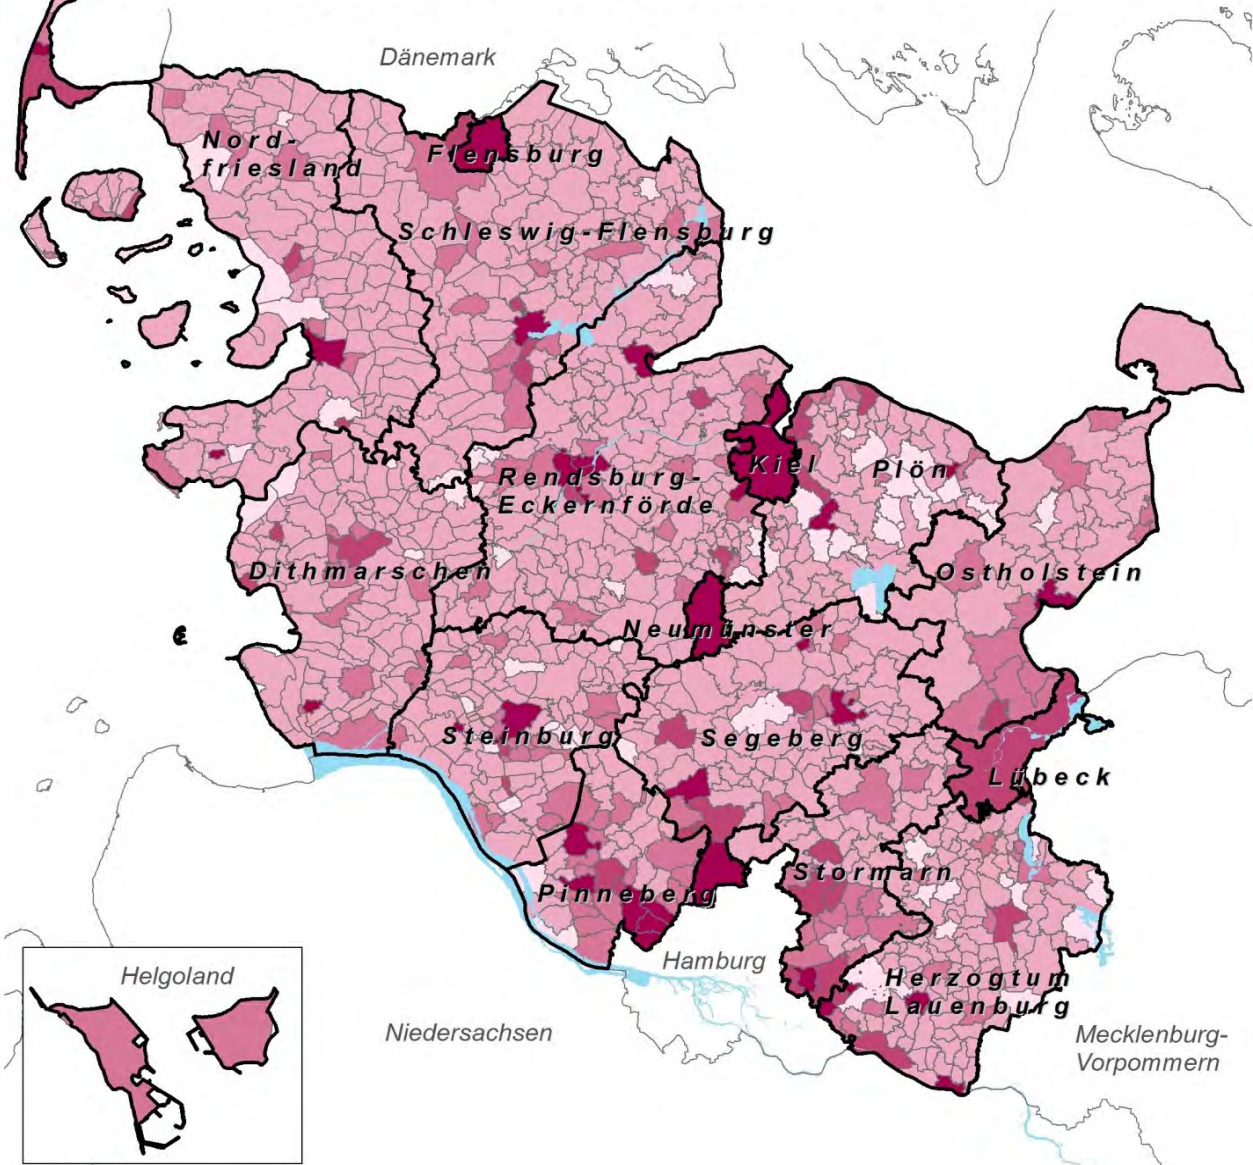 Dänemark
Nord-
friesland
Flensburg
Schleswig-Flensburg
Kiel
Plön
Rendsburg-
Eckernförde
Dithmarschen
Ostholstein
Neumünster
Steinburg
Segeberg
Lübeck
Stormarn
Pinneberg
Hamburg
Helgoland
Herzogtum
Lauenburg
Niedersachsen
Mecklenburg-
Vorpommern